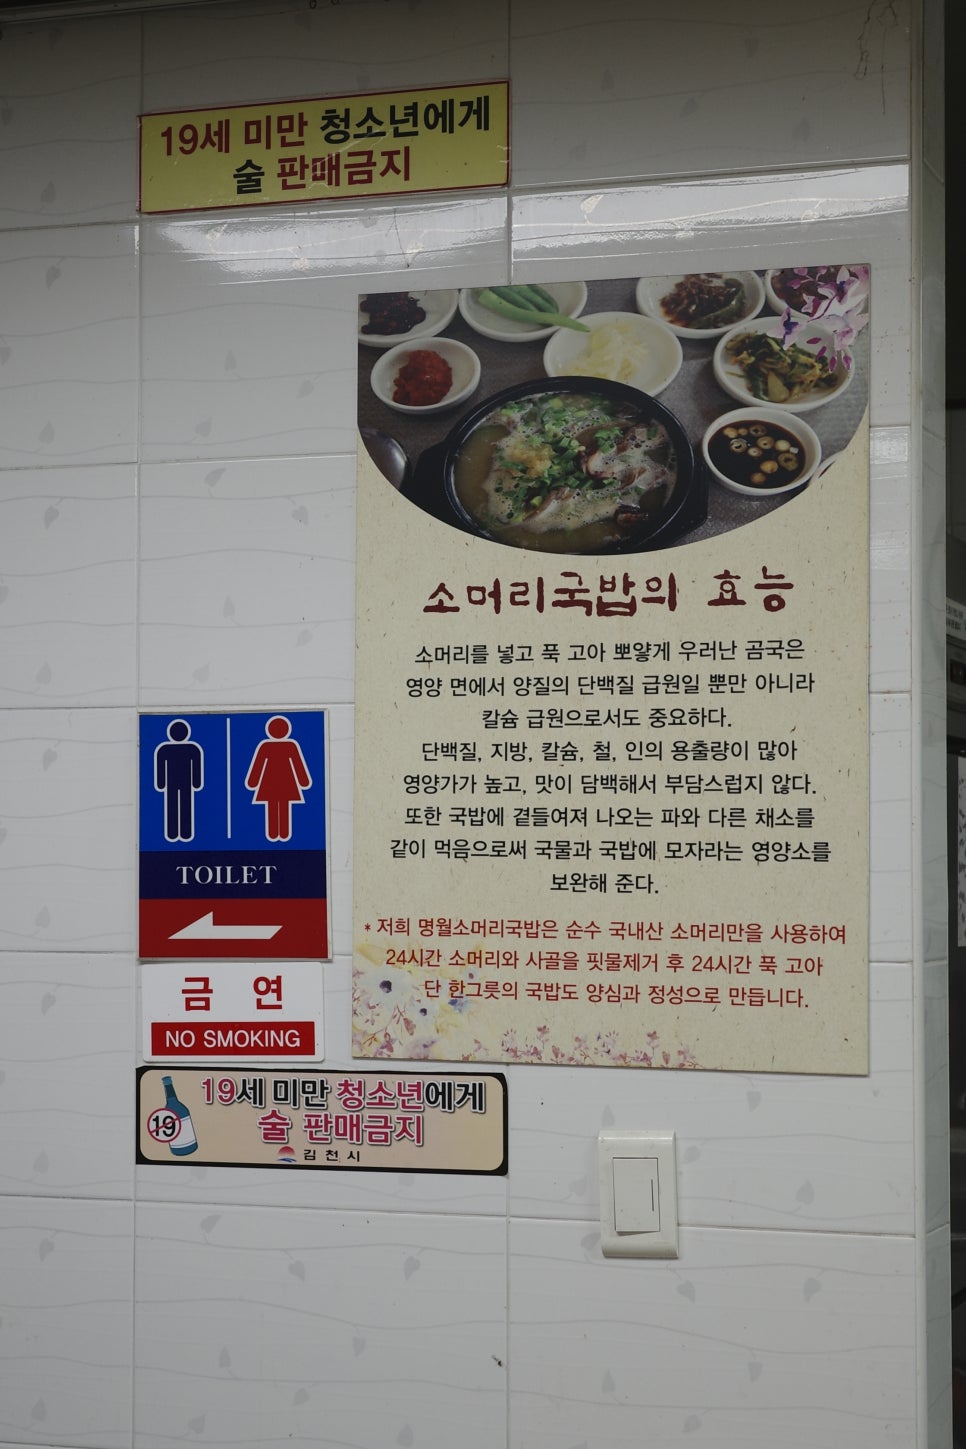 19세 미만 청소년에게
술 판매금지
소머리국밥의 효능
소머리를 넣고 푹 고아 뽀얗게 우러난 곰국은
영양 면에서 양질의 단백질 급원일 뿐만 아니라
칼슘 급원으로서도 중요하다.
단백질, 지방, 칼슘, 철, 인의 용출량이 많아
영양가가 높고, 맛이 담백해서 부담스럽지 않다.
또한 국밥에 곁들여져 나오는 파와 다른 채소를
같이 먹음으로써 국물과 국밥에 모자라는 영양소를
보완해 준다.
* 저희 명월소머리국밥은 순수 국내산 소머리만을 사용하여
24시간 소머리와 사골을 핏물제거 후 24시간 푹 고아
단 한그릇의 국밥도 양심과 정성으로 만듭니다.
TOILET
금 연
NO SMOKING
19
19세 미만 청소년에게
술 판매금지
김천시